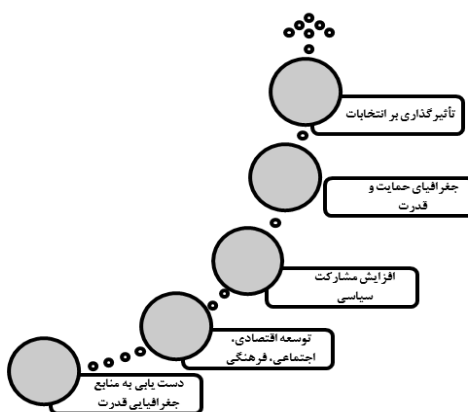 تأثیرگذاری بر انتخابات
جغرافیای حمایت و
قدرت
افزایش مشارکت
سیاسی
توسعه اقتصادی،
اجتماعی، فرهنگی
دست یابی به منابع
جغرافیایی قدرت